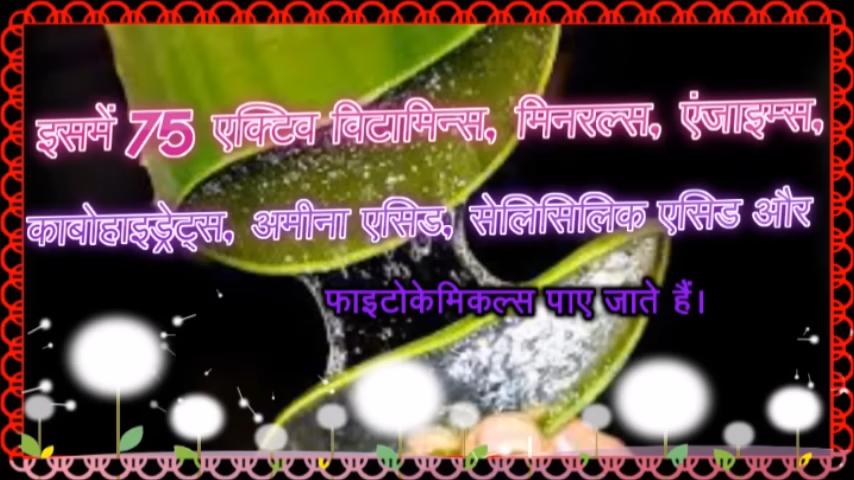 इसमें 75 एक्टिव विटामिन्स, मिनरल्स, एंजाइम्स,
काबोहाइड्रेट्स, अमीना एसिड, सेलिसिलिक एसिड और
फाइटोकेमिकल्स पाए जाते हैं।